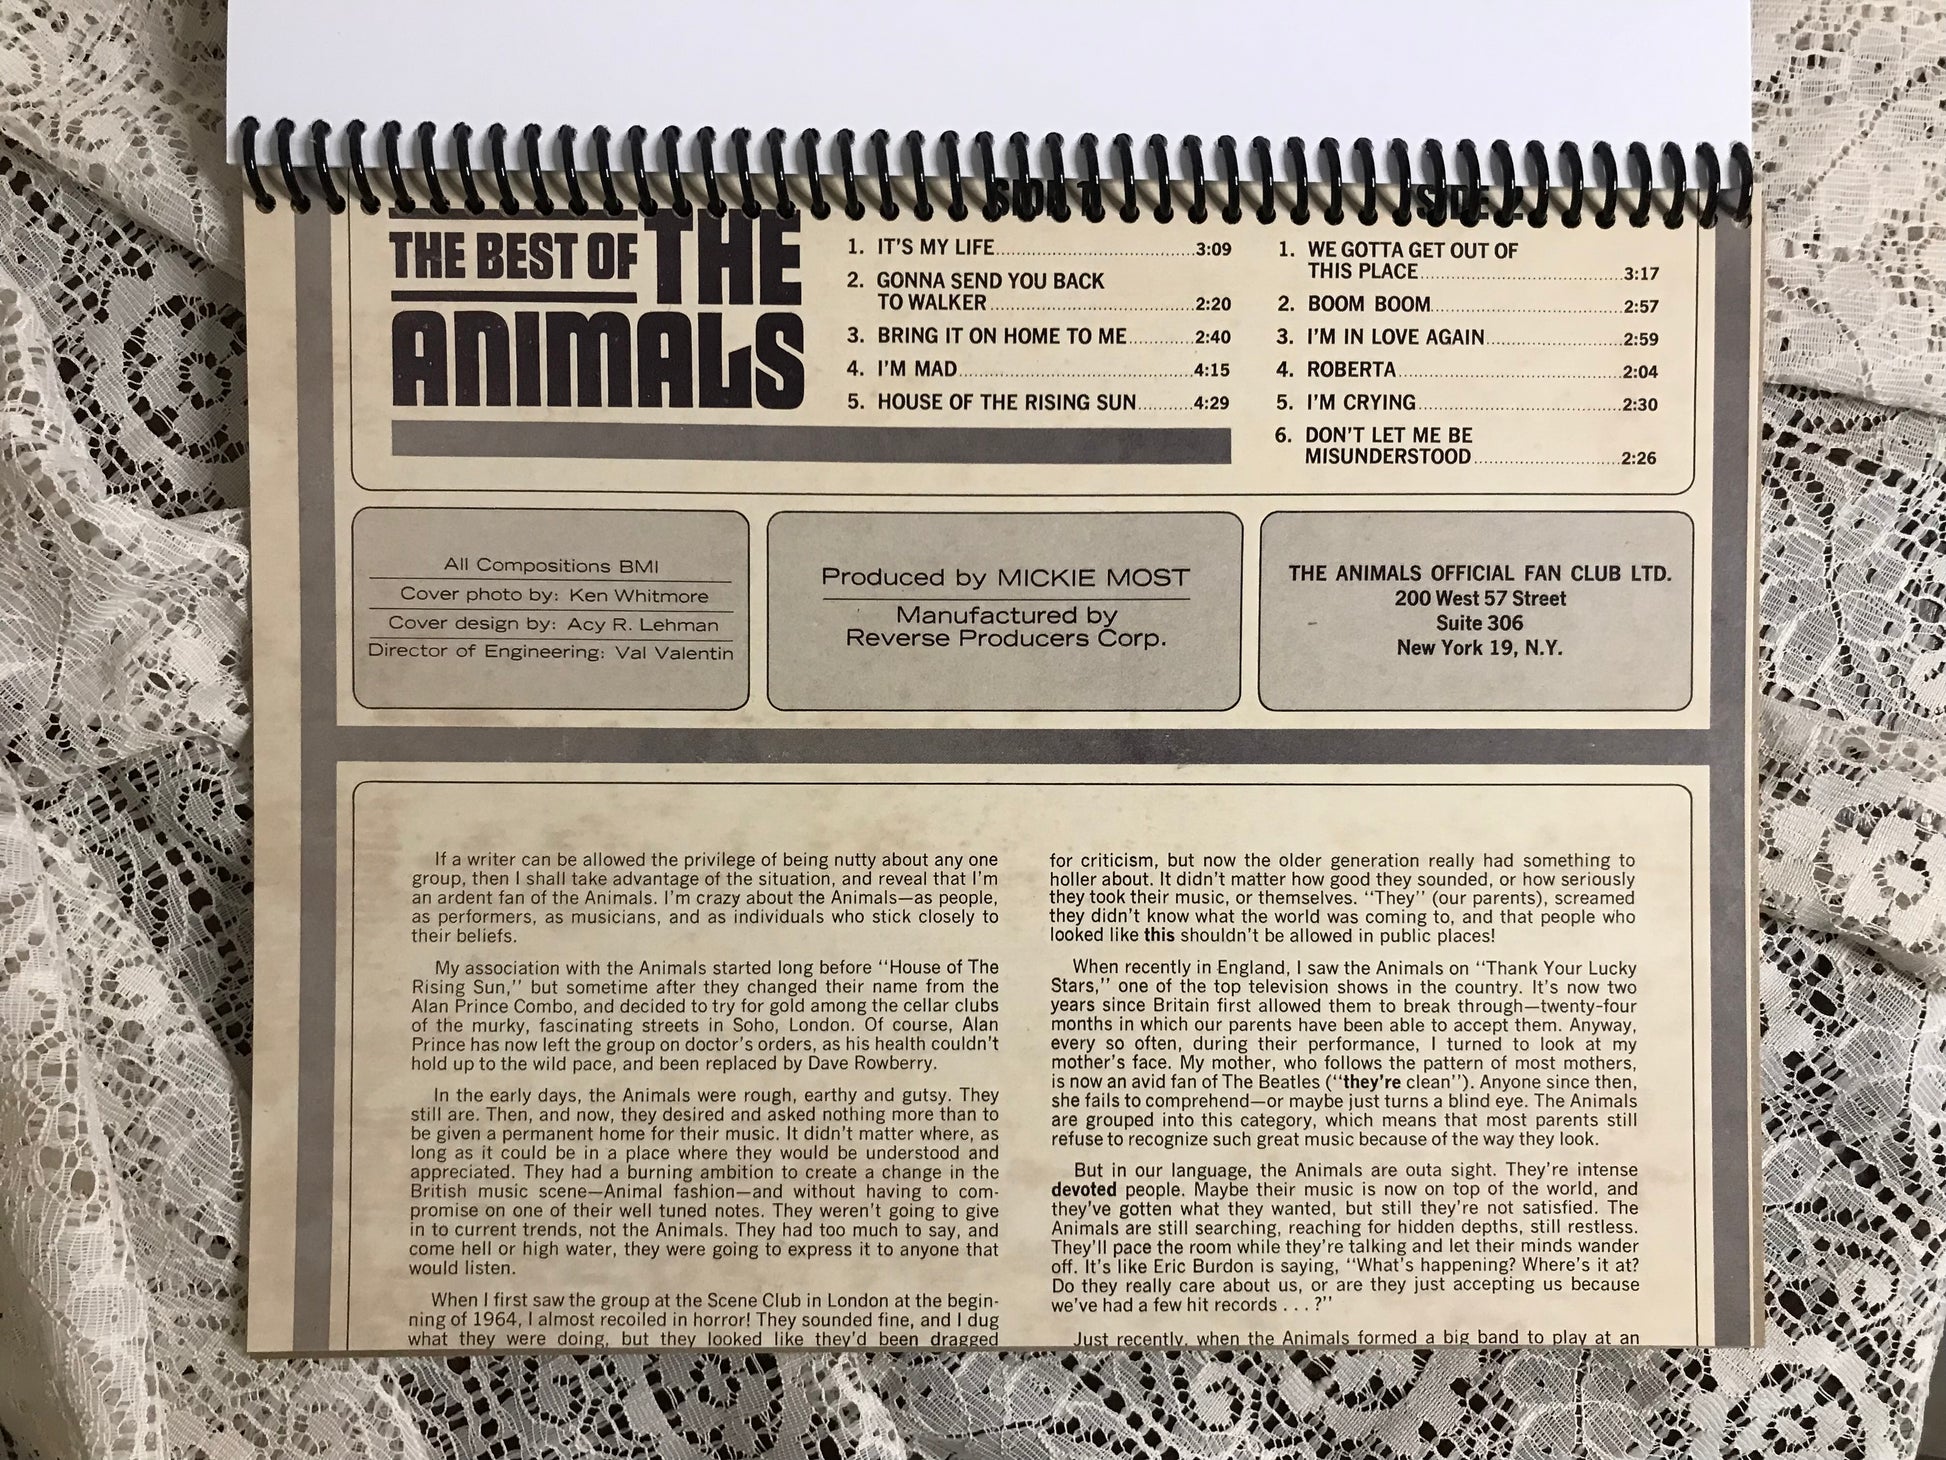 THE BEST OF THE
ANIMALS
SIDE 1
1. IT'S MY LIFE 3:09
2. GONNA SEND YOU BACK
TO WALKER 2:20
3. BRING IT ON HOME TO ME 2:40
4. I'M MAD 4:15
5. HOUSE OF THE RISING SUN 4:29
SIDE 2
1. WE GOTTA GET OUT OF
THIS PLACE 3:17
2. BOOM BOOM 2:57
3. I'M IN LOVE AGAIN 2:59
4. ROBERTA 2:04
5. I'M CRYING 2:30
6. DON'T LET ME BE
MISUNDERSTOOD 2:26
All Compositions BMI
Cover photo by: Ken Whitmore
Cover design by: Acy R. Lehman
Director of Engineering: Val Valentin
Produced by MICKIE MOST
Manufactured by
Reverse Producers Corp.
THE ANIMALS OFFICIAL FAN CLUB LTD.
200 West 57 Street
Suite 306
New York 19, N.Y.
If a writer can be allowed the privilege of being nutty about any one
group, then I shall take advantage of the situation, and reveal that I'm
an ardent fan of the Animals. I'm crazy about the Animals—as people,
as performers, as musicians, and as individuals who stick closely to
their beliefs.
My association with the Animals started long before "House of The
Rising Sun," but sometime after they changed their name from the
Alan Prince Combo, and decided to try for gold among the cellar clubs
of the murky, fascinating streets in Soho, London. Of course, Alan
Prince has now left the group on doctor's orders, as his health couldn't
hold up to the wild pace, and been replaced by Dave Rowberry.
In the early days, the Animals were rough, earthy and gutsy. They
still are. Then, and now, they desired and asked nothing more than to
be given a permanent home for their music. It didn't matter where, as
long as it could be in a place where they would be understood and
appreciated. They had a burning ambition to create a change in the
British music scene—Animal fashion—and without having to com-
promise on one of their well tuned notes. They weren't going to give
in to current trends, not the Animals. They had too much to say, and
come hell or high water, they were going to express it to anyone that
would listen.
When I first saw the group at the Scene Club in London at the begin-
ning of 1964, I almost recoiled in horror! They sounded fine, and I dug
what they were doing, but they looked like they'd been dragged
for criticism, but now the older generation really had something to
holler about. It didn't matter how good they sounded, or how seriously
they took their music, or themselves. "They" (our parents), screamed
they didn't know what the world was coming to, and that people who
looked like this shouldn't be allowed in public places!
When recently in England, I saw the Animals on "Thank Your Lucky
Stars," one of the top television shows in the country. It's now two
years since Britain first allowed them to break through—twenty-four
months in which our parents have been able to accept them. Anyway,
every so often, during their performance, I turned to look at my
mother's face. My mother, who follows the pattern of most mothers,
is now an avid fan of The Beatles ("they're clean"). Anyone since then,
she fails to comprehend—or maybe just turns a blind eye. The Animals
are grouped into this category, which means that most parents still
refuse to recognize such great music because of the way they look.
But in our language, the Animals are outa sight. They're intense
devoted people. Maybe their music is now on top of the world, and
they've gotten what they wanted, but still they're not satisfied. The
Animals are still searching, reaching for hidden depths, still restless.
They'll pace the room while they're talking and let their minds wander
off. It's like Eric Burdon is saying, "What's happening? Where's it at?
Do they really care about us, or are they just accepting us because
we've had a few hit records . . . ?"
Just recently, when the Animals formed a big band to play at an